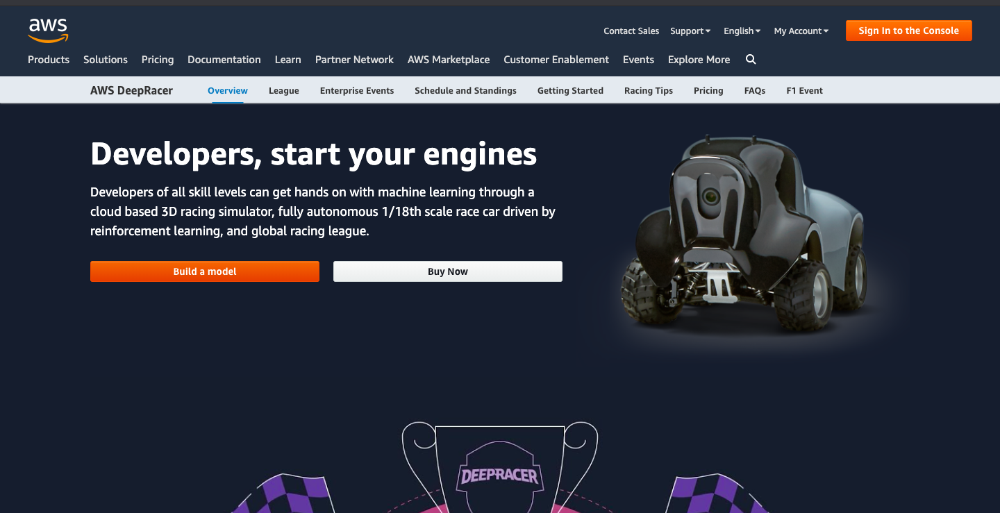 aws
Contact Sales Support English My Account Sign In to the Console
Products Solutions Pricing Documentation Learn Partner Network AWS Marketplace Customer Enablement Events Explore More
AWS DeepRacer Overview League Enterprise Events Schedule and Standings Getting Started Racing Tips Pricing FAQs F1 Event
Developers, start your engines
Developers of all skill levels can get hands on with machine learning through a
cloud based 3D racing simulator, fully autonomous 1/18th scale race car driven by
reinforcement learning, and global racing league.
Build a model Buy Now
DEEPRACER